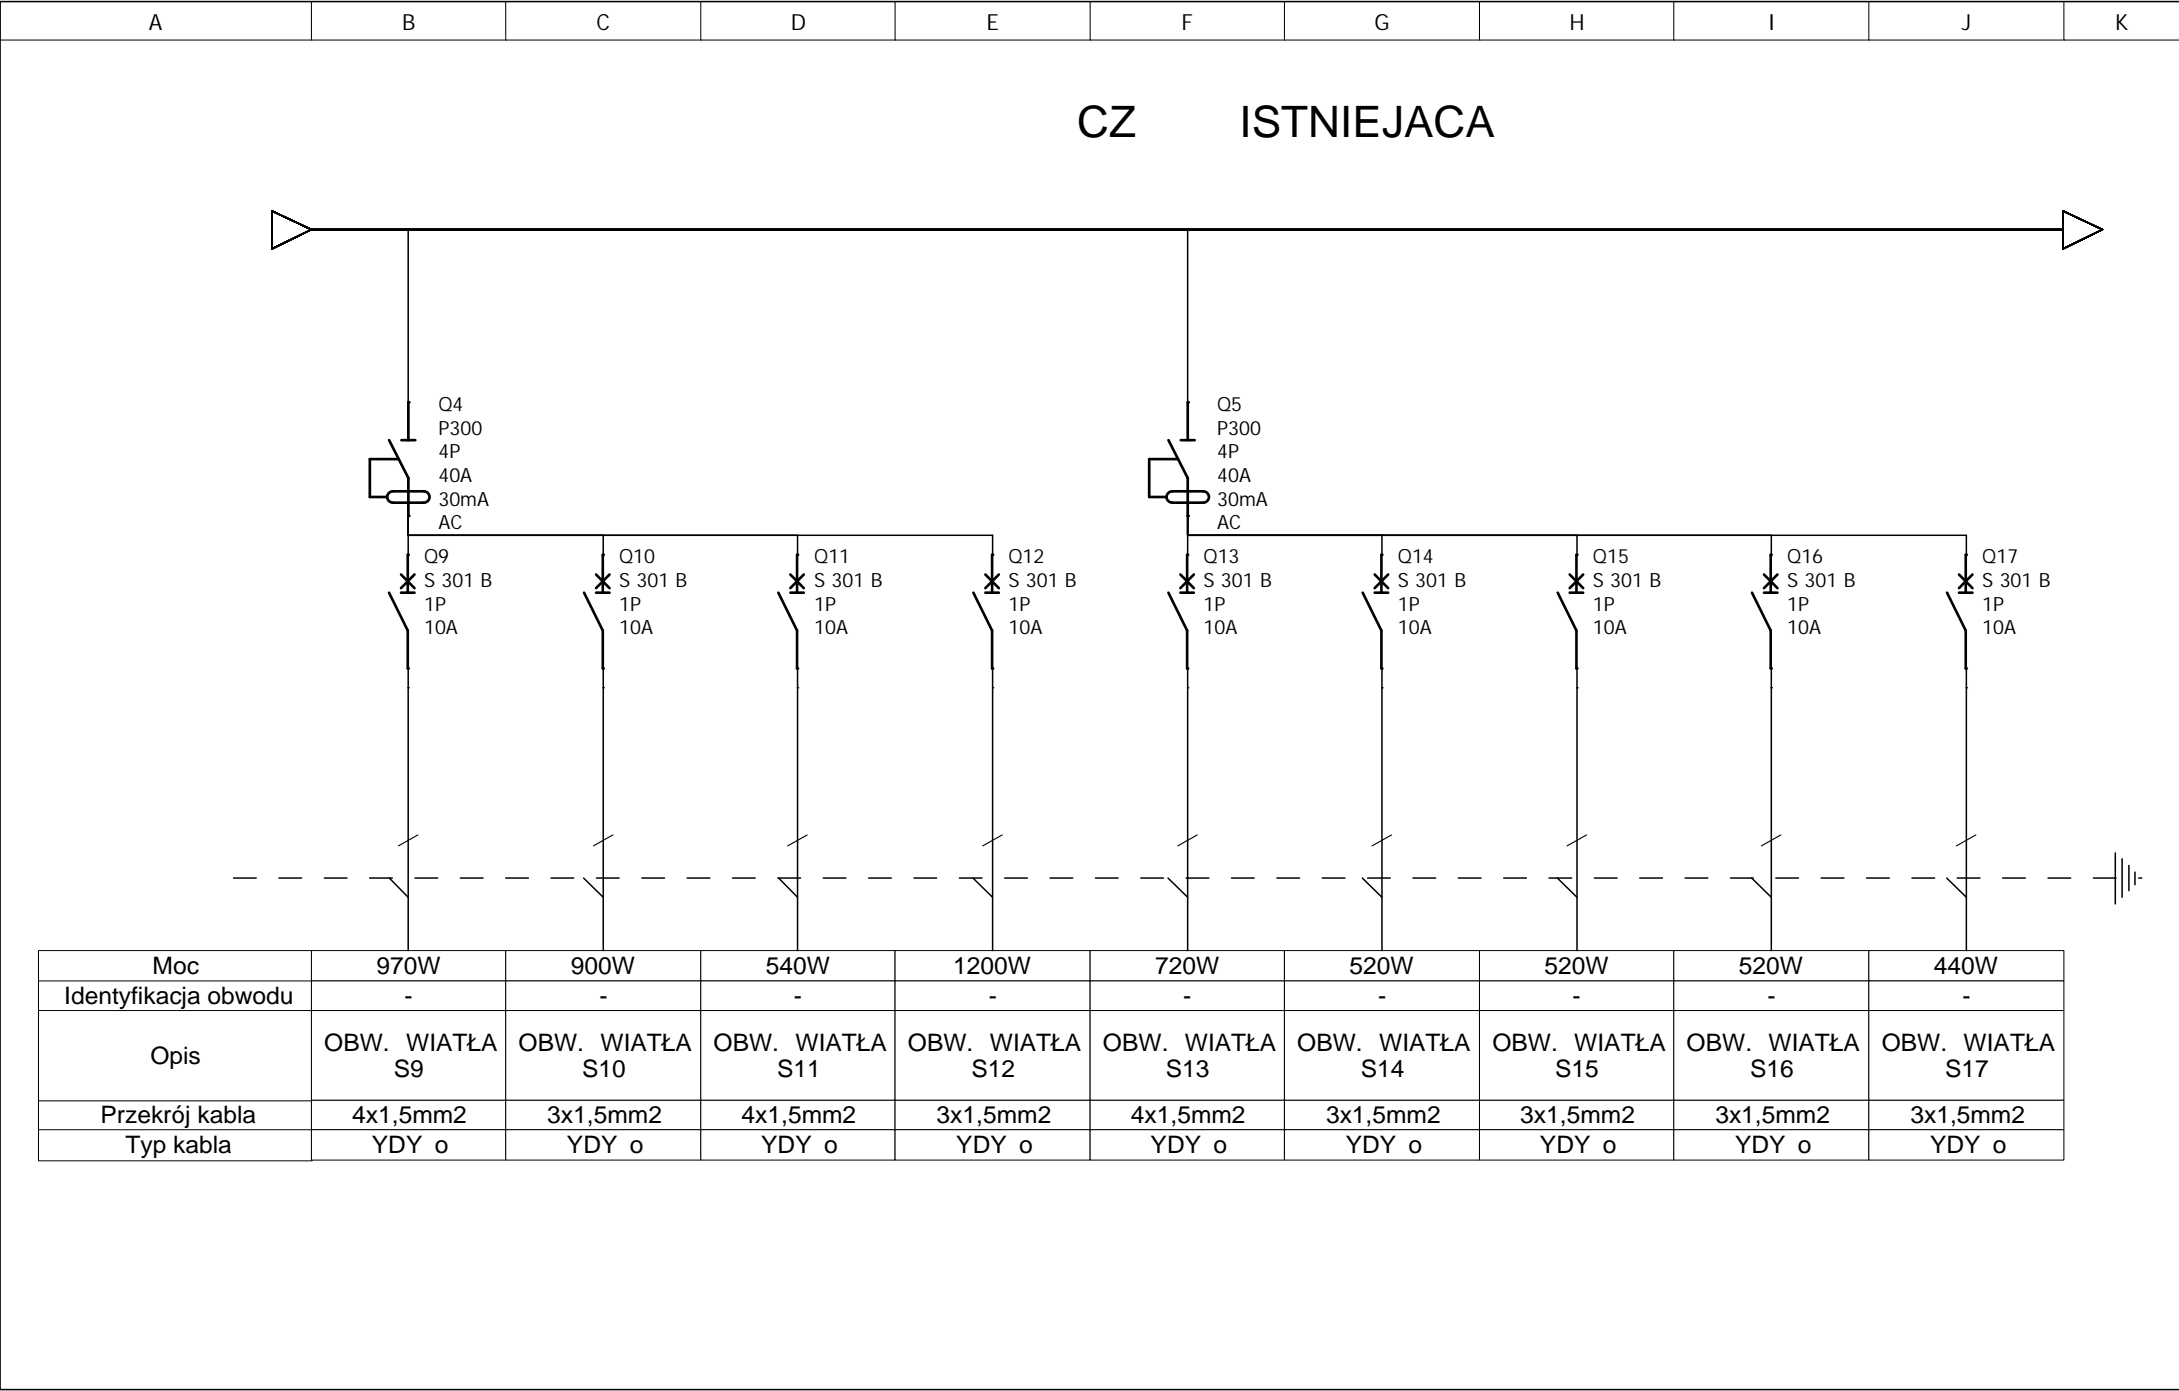 A B C D E F G H I J K
CZ ISTNIEJACA
Q4
P300
4P
40A
30mA
AC
Q5
P300
4P
40A
30mA
AC
Q9
S 301 B
1P
10A
Q10
S 301 B
1P
10A
Q11
S 301 B
1P
10A
Q12
S 301 B
1P
10A
Q13
S 301 B
1P
10A
Q14
S 301 B
1P
10A
Q15
S 301 B
1P
10A
Q16
S 301 B
1P
10A
Q17
S 301 B
1P
10A
Moc 970W 900W 540W 1200W 720W 520W 520W 520W 440W
Identyfikacja obwodu - - - - - - - - -
Opis
OBW. WIATŁA
S9
OBW. WIATŁA
S10
OBW. WIATŁA
S11
OBW. WIATŁA
S12
OBW. WIATŁA
S13
OBW. WIATŁA
S14
OBW. WIATŁA
S15
OBW. WIATŁA
S16
OBW. WIATŁA
S17
Przekrój kabla 4x1,5mm2 3x1,5mm2 4x1,5mm2 3x1,5mm2 4x1,5mm2 3x1,5mm2 3x1,5mm2 3x1,5mm2 3x1,5mm2
Typ kabla YDY o YDY o YDY o YDY o YDY o YDY o YDY o YDY o YDY o